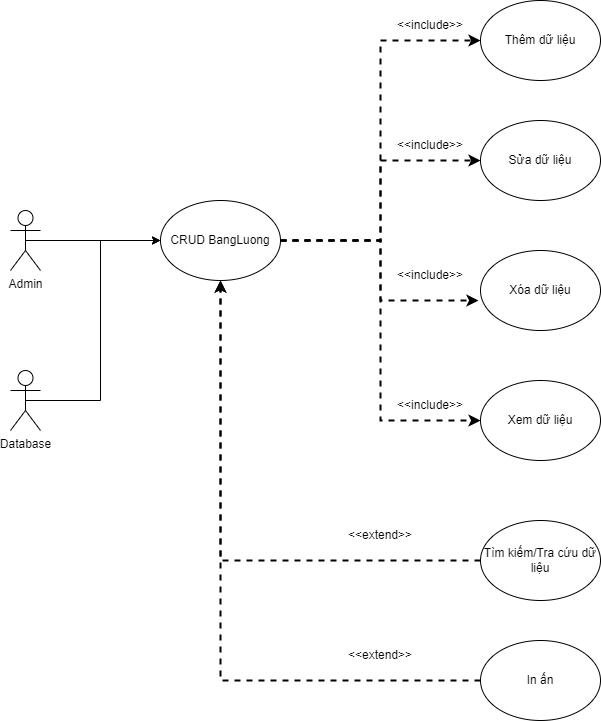 <<include>>
Thêm dữ liệu
<<include>>
Sửa dữ liệu
CRUD BangLuong
Admin
<<include>>
Xóa dữ liệu
<<include>>
Xem dữ liệu
Database
<<extend>>
Tìm kiếm/Tra cứu dữ
liệu
<<extend>>
In ấn